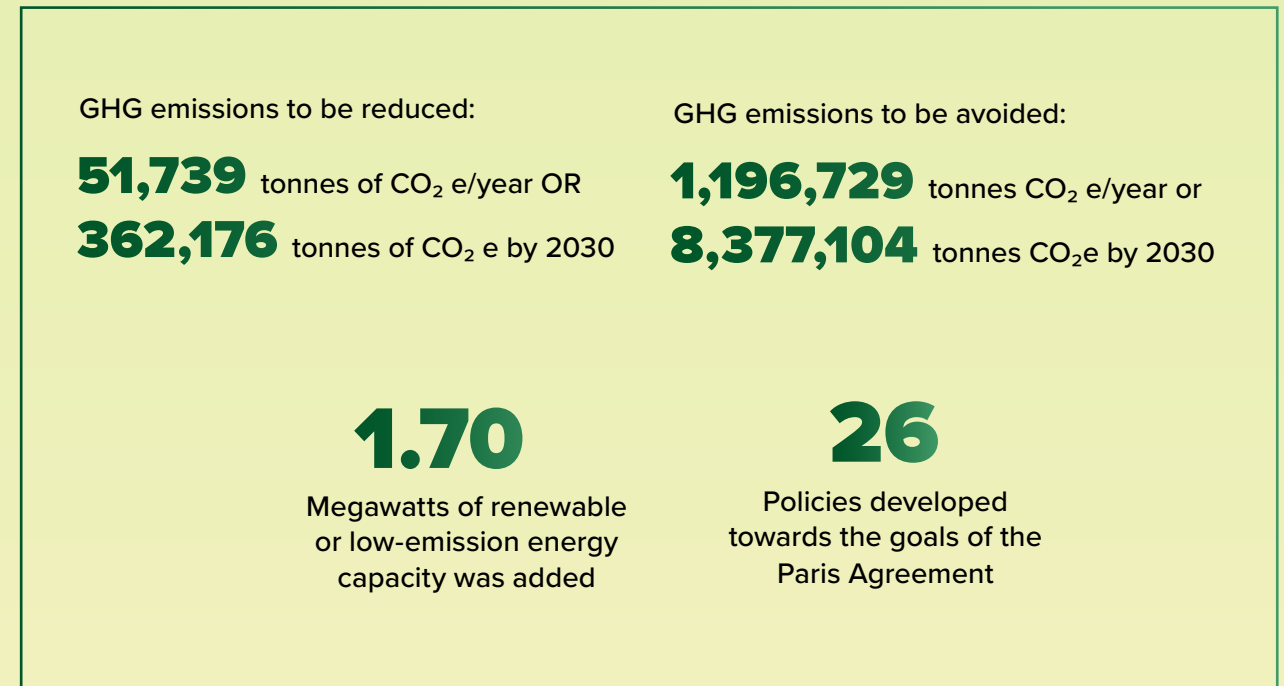 GHG emissions to be reduced:
51,739 tonnes of CO₂ e/year OR
362,176 tonnes of CO₂ e by 2030
GHG emissions to be avoided:
1,196,729 tonnes CO₂ e/year or
8,377,104 tonnes CO₂e by 2030
1.70
Megawatts of renewable
or low-emission energy
capacity was added
26
Policies developed
towards the goals of the
Paris Agreement